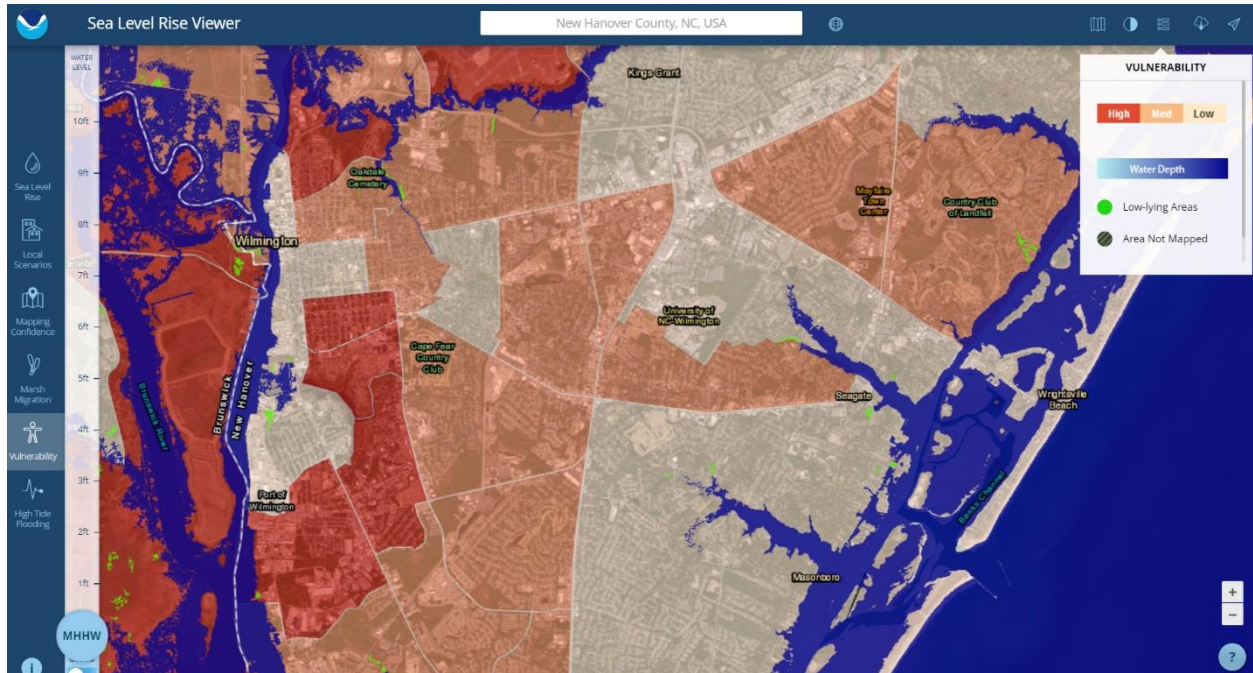 Sea Level Rise Viewer
New Hanover County, NC, USA
WATER
LEVEL
10ft
9ft
8ft
7ft
6ft
5ft
4ft
3ft
2ft
1ft
MHHW
Sea Level
Rise
Local
Scenarios
Mapping
Confidence
Marsh
Migration
Vulnerability
High Tide
Flooding
i
Kings Grant
Oakdale
Cemetery
Mayfaire
Town
Center
Country Club
of Landfall
Wilmington
University of
NC-Wilmington
Cape Fear
Country
Club
Brunswick River
Brunswick
New Hanover
Seagate
Wrightsville
Beach
Port of
Wilmington
Banks Channel
Masonboro
VULNERABILITY
High Med Low
Water Depth
Low-lying Areas
Area Not Mapped
+
−
?